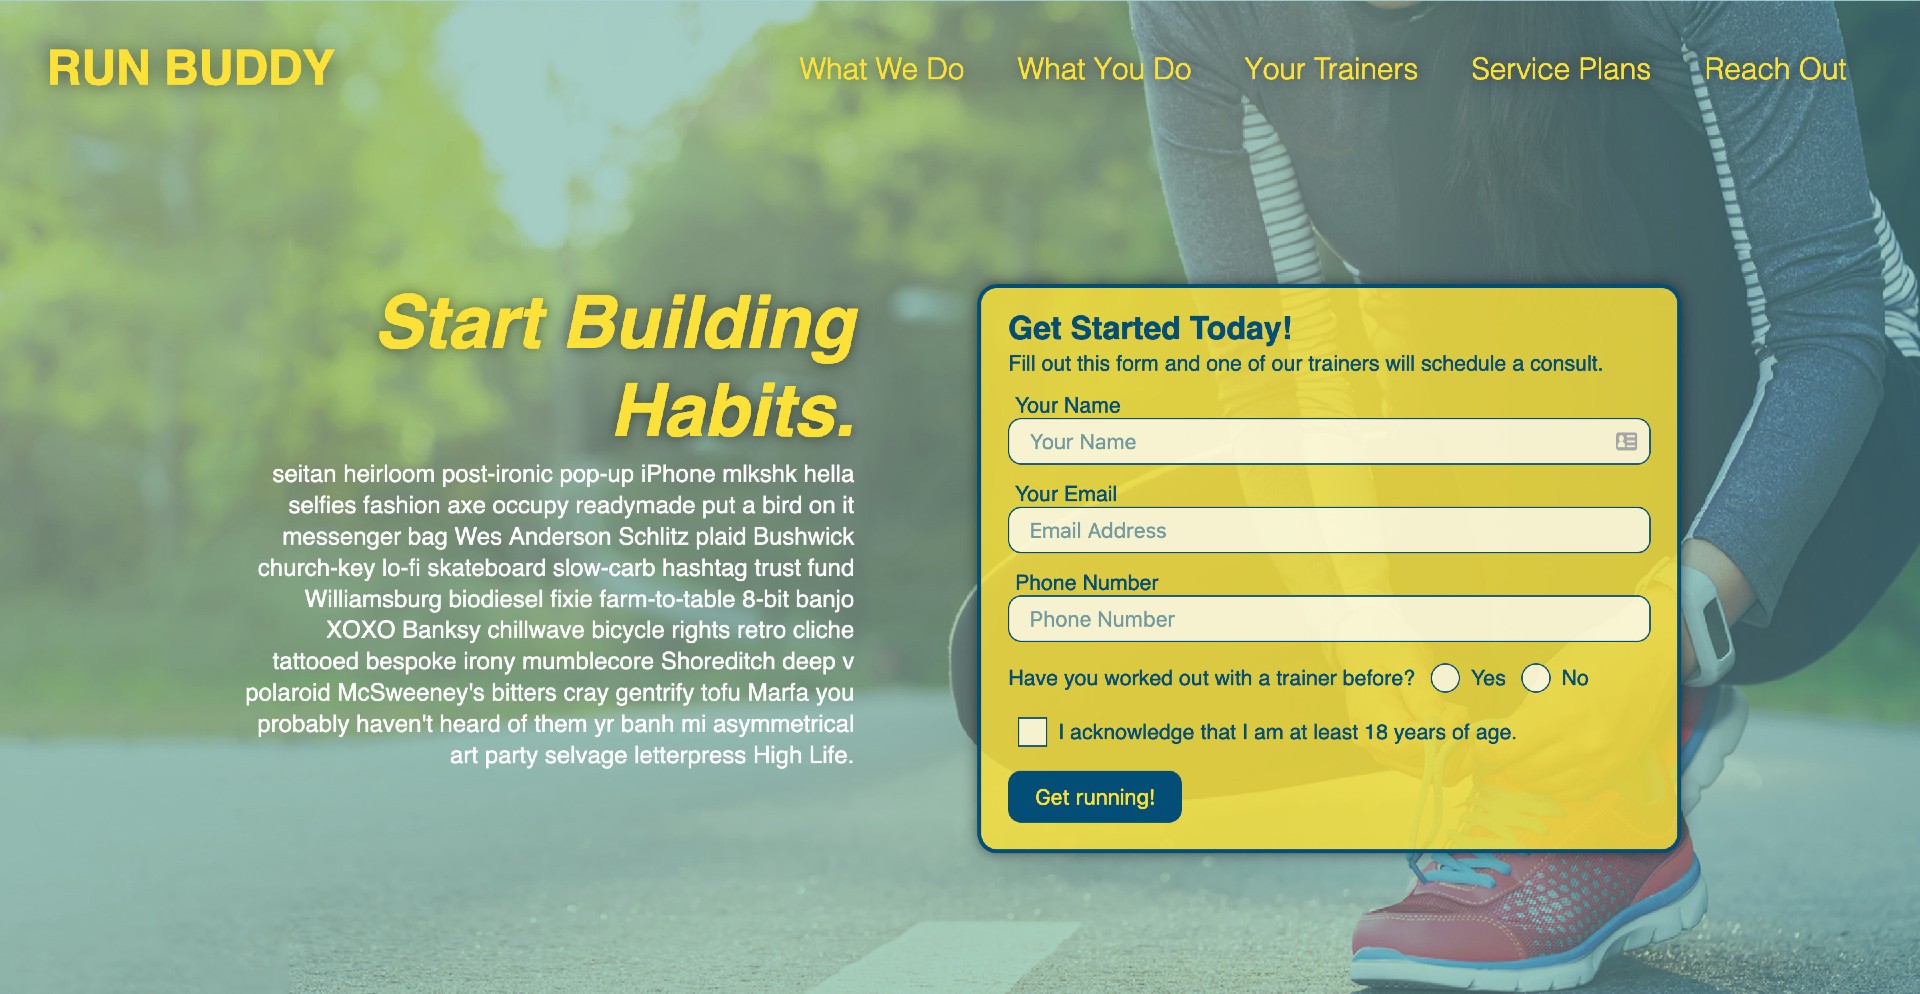 RUN BUDDY
What We Do
What You Do
Your Trainers
Service Plans
Reach Out
Start Building
Habits.
seitan heirloom post-ironic pop-up iPhone mlkshk hella
selfies fashion axe occupy readymade put a bird on it
messenger bag Wes Anderson Schlitz plaid Bushwick
church-key lo-fi skateboard slow-carb hashtag trust fund
Williamsburg biodiesel fixie farm-to-table 8-bit banjo
XOXO Banksy chillwave bicycle rights retro cliche
tattooed bespoke irony mumblecore Shoreditch deep v
polaroid McSweeney's bitters cray gentrify tofu Marfa you
probably haven't heard of them yr banh mi asymmetrical
art party selvage letterpress High Life.
Get Started Today!
Fill out this form and one of our trainers will schedule a consult.
Your Name
Your Name
Your Email
Email Address
Phone Number
Phone Number
Have you worked out with a trainer before? Yes No
I acknowledge that I am at least 18 years of age.
Get running!